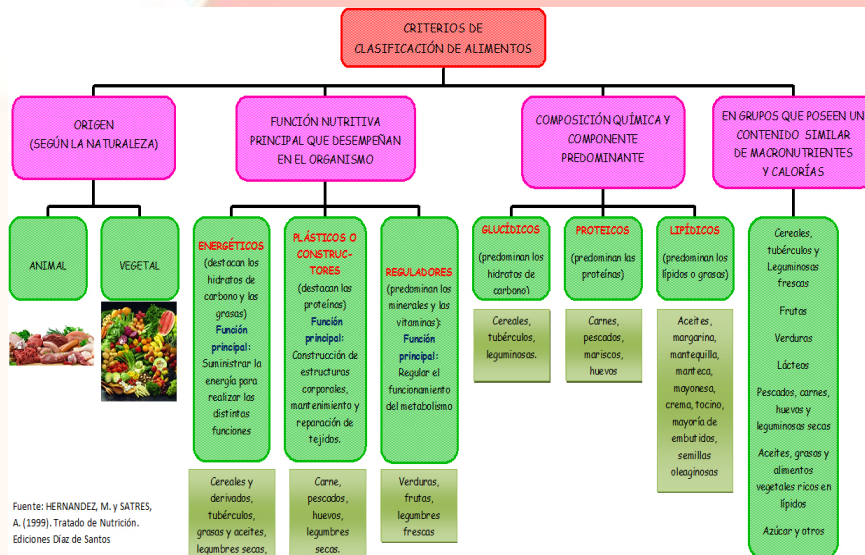 CRITERIOS DE
CLASIFICACIÓN DE ALIMENTOS
ORIGEN
(SEGÚN LA NATURALEZA)
FUNCIÓN NUTRITIVA
PRINCIPAL QUE DESEMPEÑAN
EN EL ORGANISMO
COMPOSICIÓN QUÍMICA Y
COMPONENTE
PREDOMINANTE
EN GRUPOS QUE POSEEN UN
CONTENIDO SIMILAR
DE MACRONUTRIENTES
Y CALORÍAS
ANIMAL
VEGETAL
ENERGÉTICOS
(destacan los
hidratos de
carbono y las
grasas)
Función
principal:
Suministrar la
energía para
realizar las
distintas
funciones
PLÁSTICOS O
CONSTRUC-
TORES
(destacan las
proteínas)
Función
principal:
Construcción de
estructuras
corporales,
mantenimiento y
reparación de
tejidos.
REGULADORES
(predominan los
minerales y las
vitaminas):
Función
principal:
Regular el
funcionamiento
del metabolismo
GLUCÍDICOS
(predominan los
hidratos de
carbono)
PROTEICOS
(predominan las
proteínas)
LIPÍDICOS
(predominan los
lípidos o grasas)
Cereales,
tubérculos y
Leguminosas
frescas
Frutas
Verduras
Lácteos
Pescados, carnes,
huevos y
leguminosas secas
Aceites, grasas y
alimentos
vegetales ricos en
lípidos
Azúcar y otros
Cereales,
tubérculos,
leguminosas.
Carnes,
pescados,
mariscos,
huevos
Aceites,
margarina,
mantequilla,
manteca,
mayonesa,
crema, tocino,
mayoría de
embutidos,
semillas
oleaginosas
Cereales y
derivados,
tubérculos,
grasas y aceites,
legumbres secas,
Carne,
pescados,
huevos,
legumbres
secas.
Verduras,
frutas,
legumbres
frescas
Fuente: HERNANDEZ, M. y SATRES,
A. (1999). Tratado de Nutrición.
Ediciones Díaz de Santos